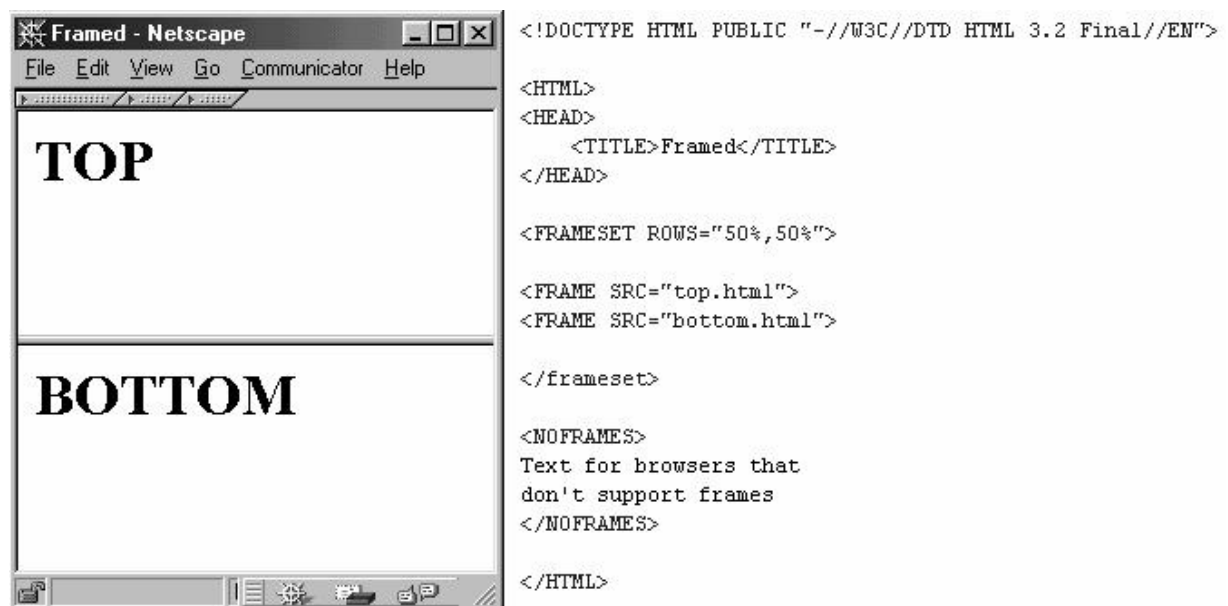 Framed - Netscape
File Edit View Go Communicator Help
TOP
BOTTOM
<!DOCTYPE HTML PUBLIC "-//W3C//DTD HTML 3.2 Final//EN">
<HTML>
<HEAD>
<TITLE>Framed</TITLE>
</HEAD>
<FRAMESET ROWS="50%,50%">
<FRAME SRC="top.html">
<FRAME SRC="bottom.html">
</frameset>
<NOFRAMES>
Text for browsers that
don't support frames
</NOFRAMES>
</HTML>